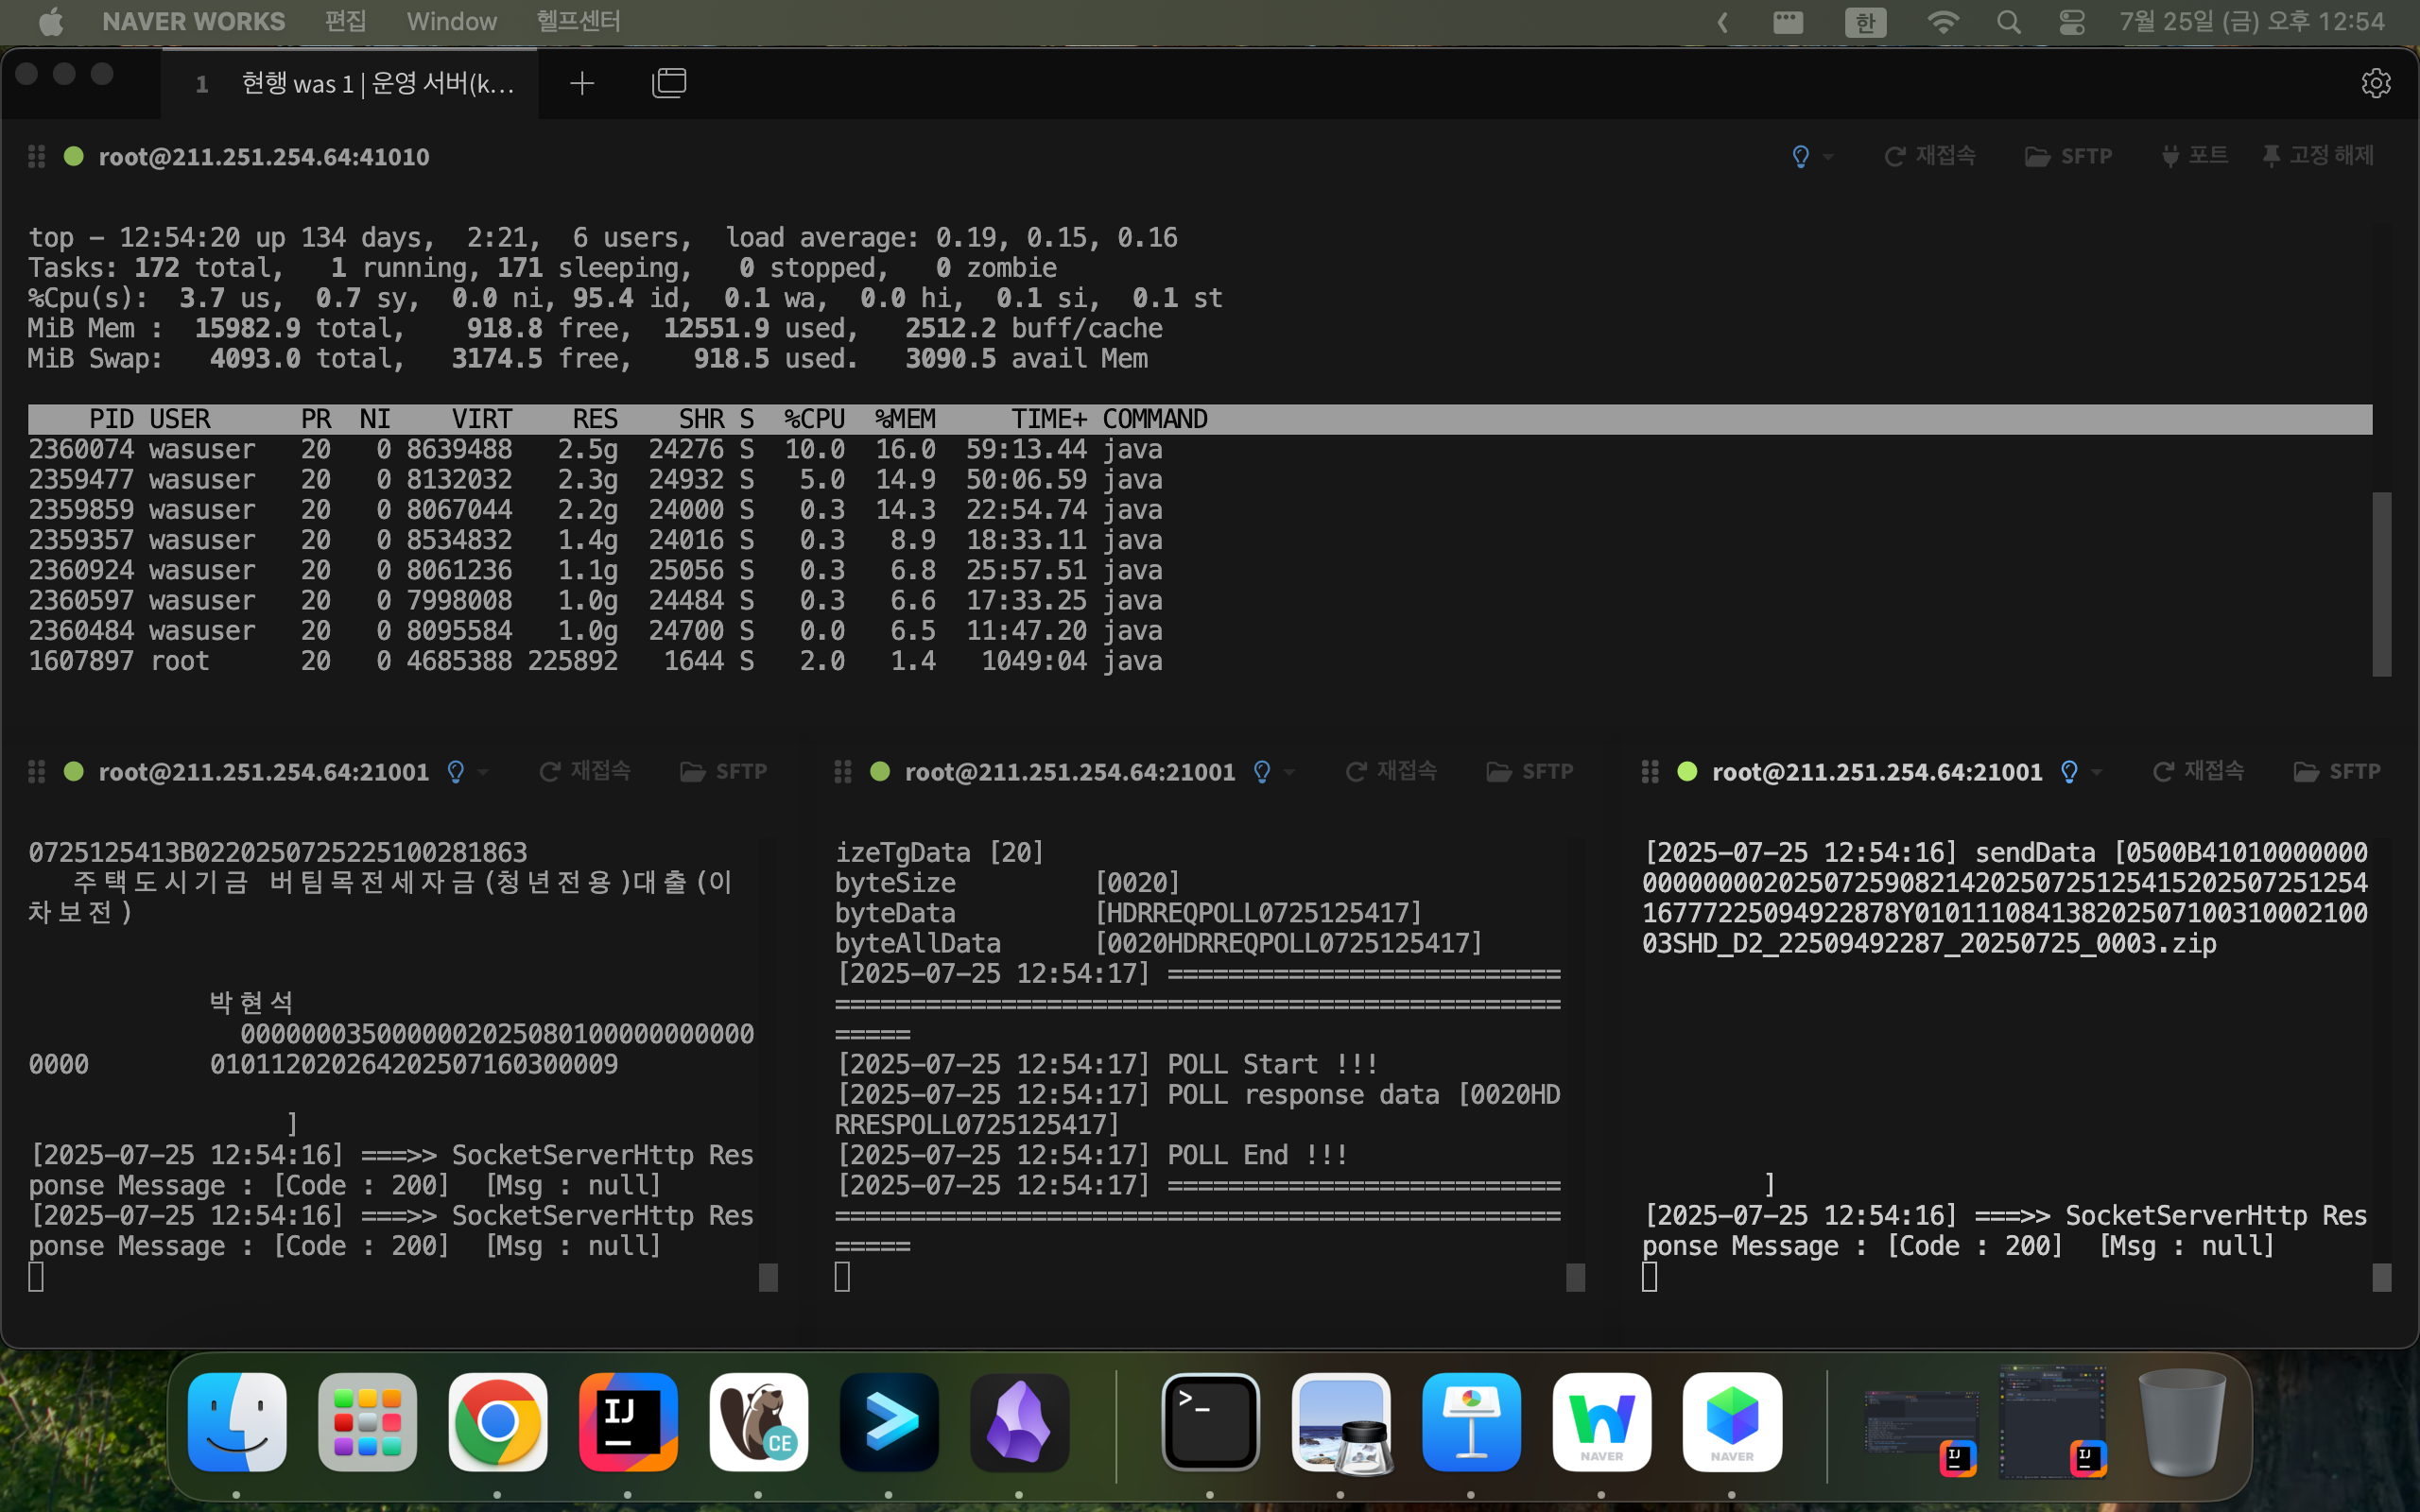 NAVER WORKS 편집 Window 헬프센터 한 7월 25일 (금) 오후 12:54
1 현행 was 1 | 운영 서버(k...
root@211.251.254.64:41010 재접속 SFTP 포트 고정 해제
top - 12:54:20 up 134 days,  2:21,  6 users,  load average: 0.19, 0.15, 0.16
Tasks: 172 total,   1 running, 171 sleeping,   0 stopped,   0 zombie
%Cpu(s):  3.7 us,  0.7 sy,  0.0 ni, 95.4 id,  0.1 wa,  0.0 hi,  0.1 si,  0.1 st
MiB Mem :  15982.9 total,    918.8 free,  12551.9 used,   2512.2 buff/cache
MiB Swap:   4093.0 total,   3174.5 free,    918.5 used.   3090.5 avail Mem
PID USER      PR  NI    VIRT    RES    SHR S  %CPU  %MEM     TIME+ COMMAND
2360074 wasuser   20   0 8639488   2.5g  24276 S  10.0  16.0  59:13.44 java
2359477 wasuser   20   0 8132032   2.3g  24932 S   5.0  14.9  50:06.59 java
2359859 wasuser   20   0 8067044   2.2g  24000 S   0.3  14.3  22:54.74 java
2359357 wasuser   20   0 8534832   1.4g  24016 S   0.3   8.9  18:33.11 java
2360924 wasuser   20   0 8061236   1.1g  25056 S   0.3   6.8  25:57.51 java
2360597 wasuser   20   0 7998008   1.0g  24484 S   0.3   6.6  17:33.25 java
2360484 wasuser   20   0 8095584   1.0g  24700 S   0.0   6.5  11:47.20 java
1607897 root      20   0 4685388 225892   1644 S   2.0   1.4   1049:04 java
root@211.251.254.64:21001 재접속 SFTP
0725125413B0220250725225100281863
주택도시기금 버팀목전세자금(청년전용)대출(이
차보전)
박현석
0000000350000002025080100000000000
0000        010112020264202507160300009
]
[2025-07-25 12:54:16] ===>> SocketServerHttp Res
ponse Message : [Code : 200]  [Msg : null]
[2025-07-25 12:54:16] ===>> SocketServerHttp Res
ponse Message : [Code : 200]  [Msg : null]
root@211.251.254.64:21001 재접속 SFTP
izeTgData [20]
byteSize         [0020]
byteData         [HDRREQPOLL0725125417]
byteAllData      [0020HDRREQPOLL0725125417]
[2025-07-25 12:54:17] ==========================
================================================
=====
[2025-07-25 12:54:17] POLL Start !!!
[2025-07-25 12:54:17] POLL response data [0020HD
RRESPOLL0725125417]
[2025-07-25 12:54:17] POLL End !!!
[2025-07-25 12:54:17] ==========================
================================================
=====
root@211.251.254.64:21001 재접속 SFTP
[2025-07-25 12:54:16] sendData [0500B41010000000
000000002025072590821420250725125415202507251254
16777225094922878Y010111084138202507100310002100
03SHD_D2_22509492287_20250725_0003.zip
]
[2025-07-25 12:54:16] ===>> SocketServerHttp Res
ponse Message : [Code : 200]  [Msg : null]
IJ CE >_ NAVER NAVER IJ IJ